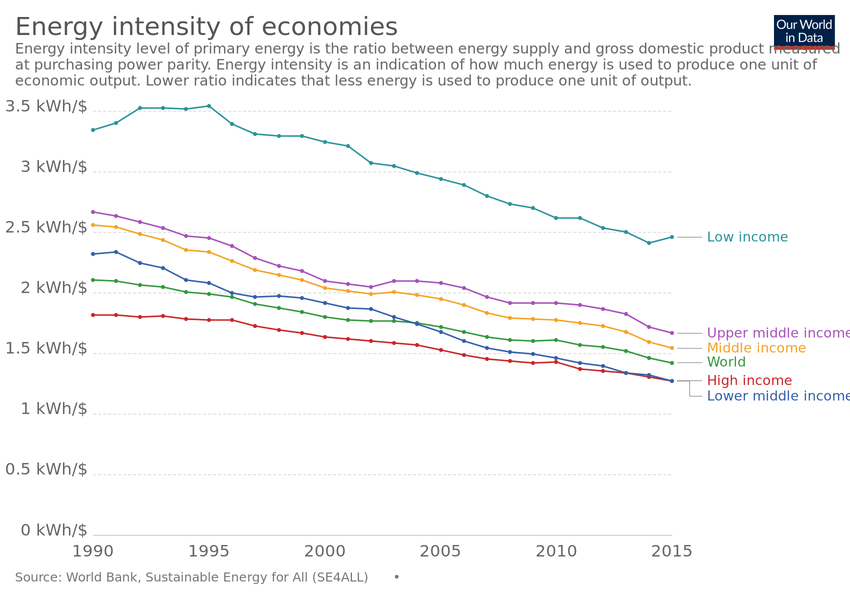 Energy intensity of economies
Our World
in Data
Energy intensity level of primary energy is the ratio between energy supply and gross domestic product measured
at purchasing power parity. Energy intensity is an indication of how much energy is used to produce one unit of
economic output. Lower ratio indicates that less energy is used to produce one unit of output.
3.5 kWh/$
3 kWh/$
2.5 kWh/$
Low income
2 kWh/$
Upper middle income
1.5 kWh/$
Middle income
World
High income
Lower middle income
1 kWh/$
0.5 kWh/$
0 kWh/$
1990 1995 2000 2005 2010 2015
Source: World Bank, Sustainable Energy for All (SE4ALL) •